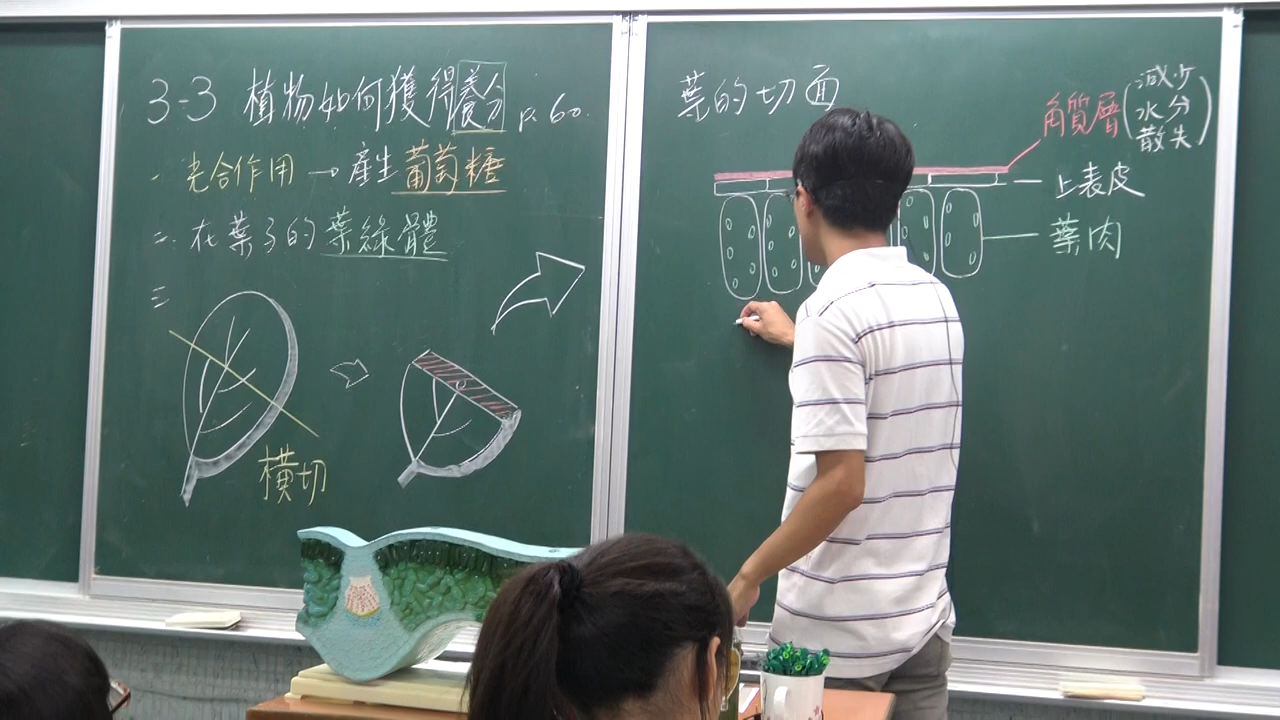 3-3 植物如何獲得養分 p.60.
一. 光合作用 → 產生葡萄糖
二. 在葉子的葉綠體
三
橫切
葉的切面
角質層(減少水分散失)
上表皮
葉肉